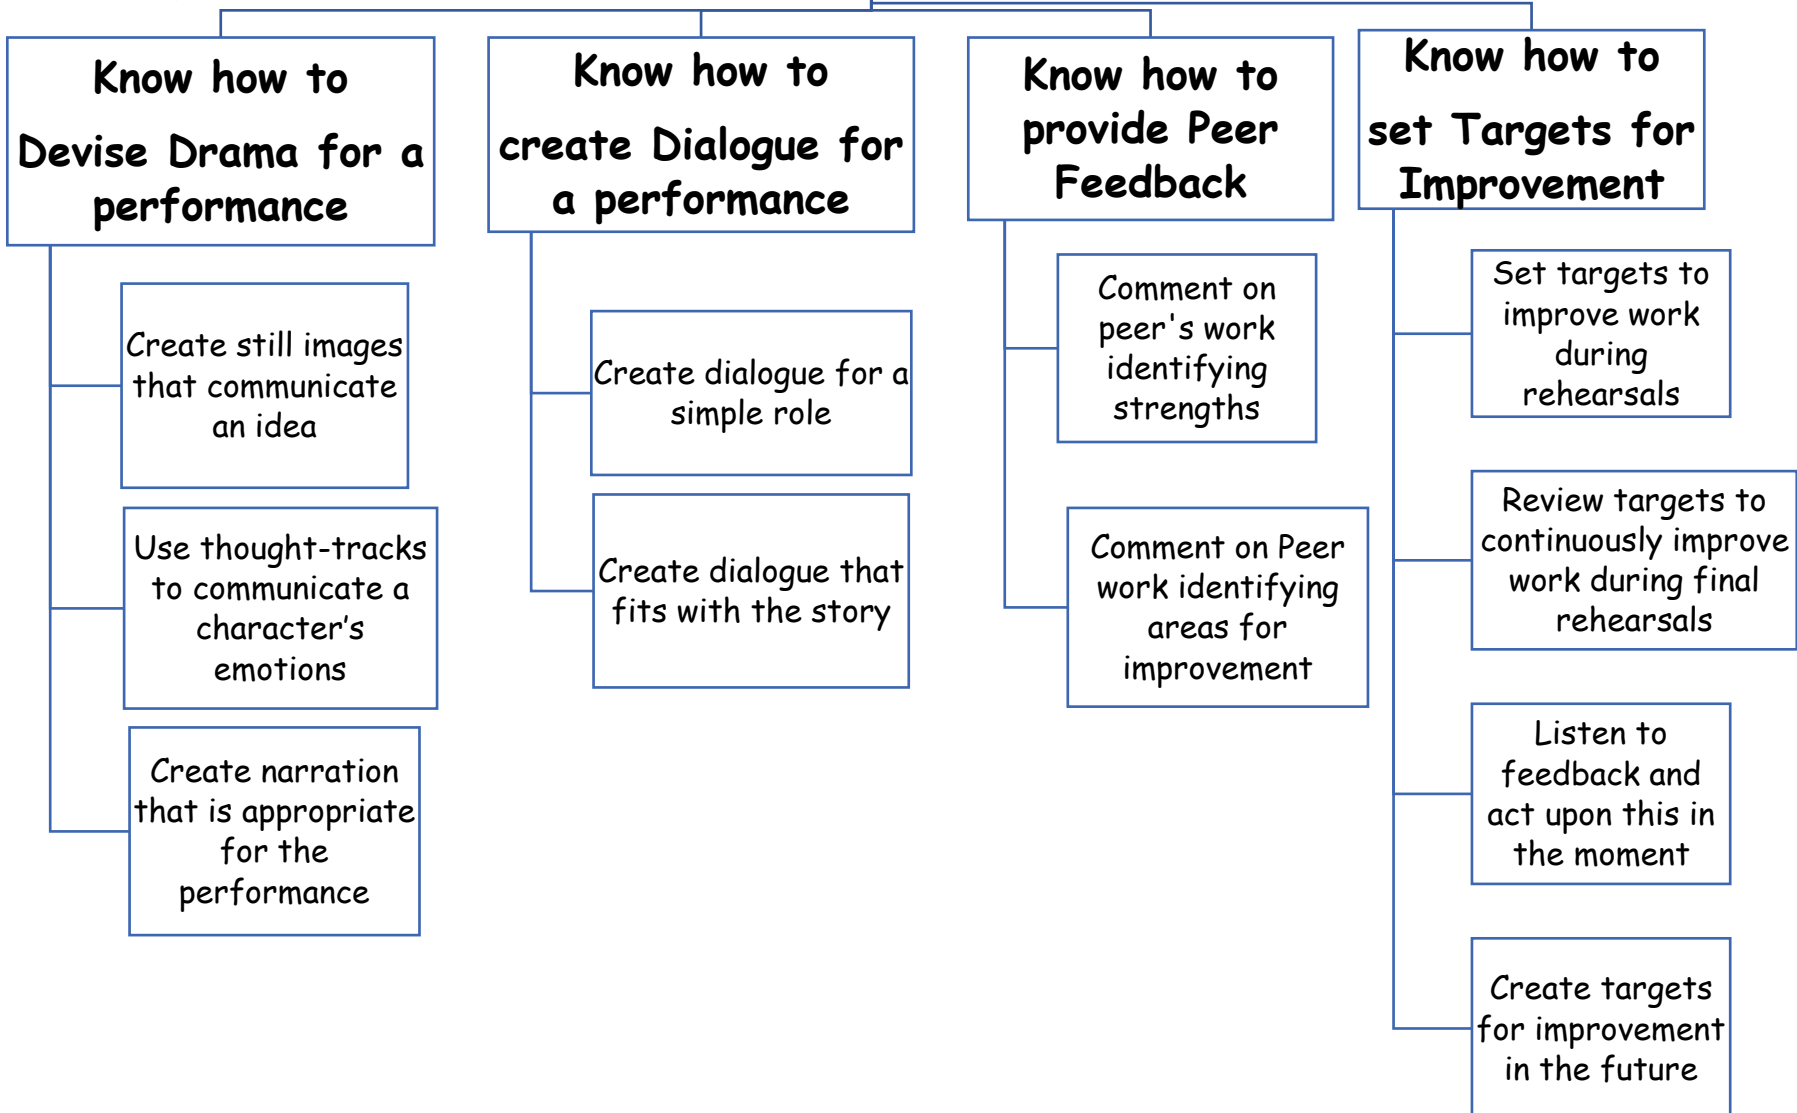 Know how to
Devise Drama for a
performance
Create still images
that communicate
an idea
Use thought-tracks
to communicate a
character’s
emotions
Create narration
that is appropriate
for the
performance
Know how to
create Dialogue for
a performance
Create dialogue for a
simple role
Create dialogue that
fits with the story
Know how to
provide Peer
Feedback
Comment on
peer's work
identifying
strengths
Comment on Peer
work identifying
areas for
improvement
Know how to
set Targets for
Improvement
Set targets to
improve work
during
rehearsals
Review targets to
continuously improve
work during final
rehearsals
Listen to
feedback and
act upon this in
the moment
Create targets
for improvement
in the future